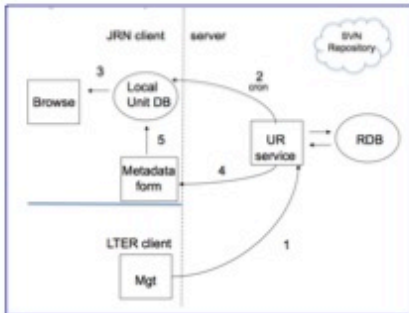 JRN client
server
SVN
Repository
3
2
cron
Browse
Local
Unit DB
5
UR
service
RDB
Metadata
form
4
LTER client
1
Mgt